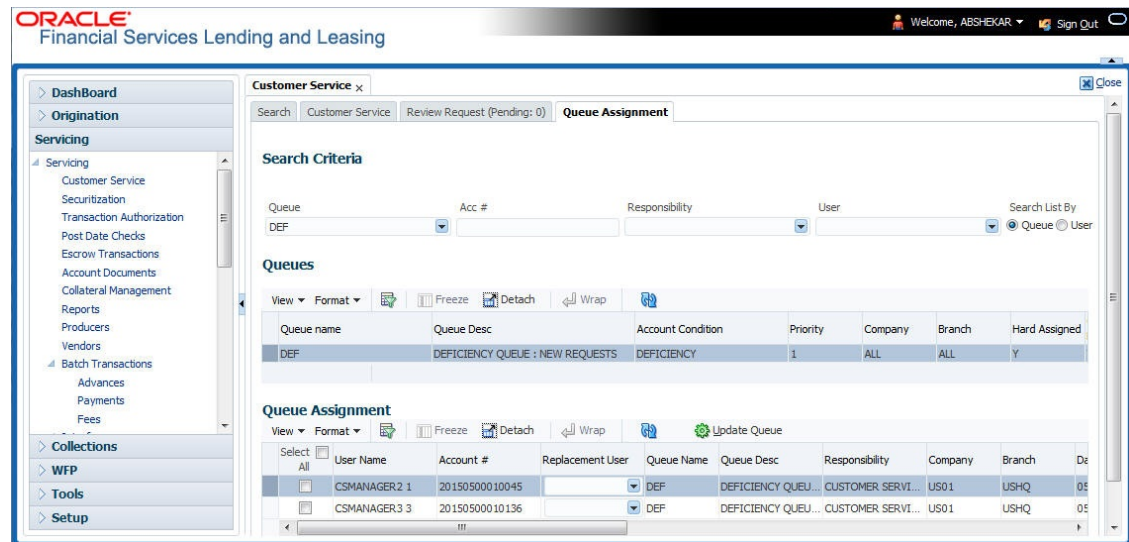 ORACLE
Financial Services Lending and Leasing
Welcome, ABSHEKAR
Sign Out
DashBoard
Origination
Servicing
Servicing
Customer Service
Securitization
Transaction Authorization
Post Date Checks
Escrow Transactions
Account Documents
Collateral Management
Reports
Producers
Vendors
Batch Transactions
Advances
Payments
Fees
Collections
WFP
Tools
Setup
Customer Service x
Close
Search Customer Service Review Request (Pending: 0) Queue Assignment
Search Criteria
Queue Acc # Responsibility User Search List By
DEF Queue User
Queues
View Format Freeze Detach Wrap
Queue name Queue Desc Account Condition Priority Company Branch Hard Assigned
DEF DEFICIENCY QUEUE : NEW REQUESTS DEFICIENCY 1 ALL ALL Y
Queue Assignment
View Format Freeze Detach Wrap Update Queue
Select All User Name Account # Replacement User Queue Name Queue Desc Responsibility Company Branch Da
CSMANAGER2 1 20150500010045 DEF DEFICIENCY QUEU... CUSTOMER SERVI... US01 USHQ 05
CSMANAGER3 3 20150500010136 DEF DEFICIENCY QUEU... CUSTOMER SERVI... US01 USHQ 05